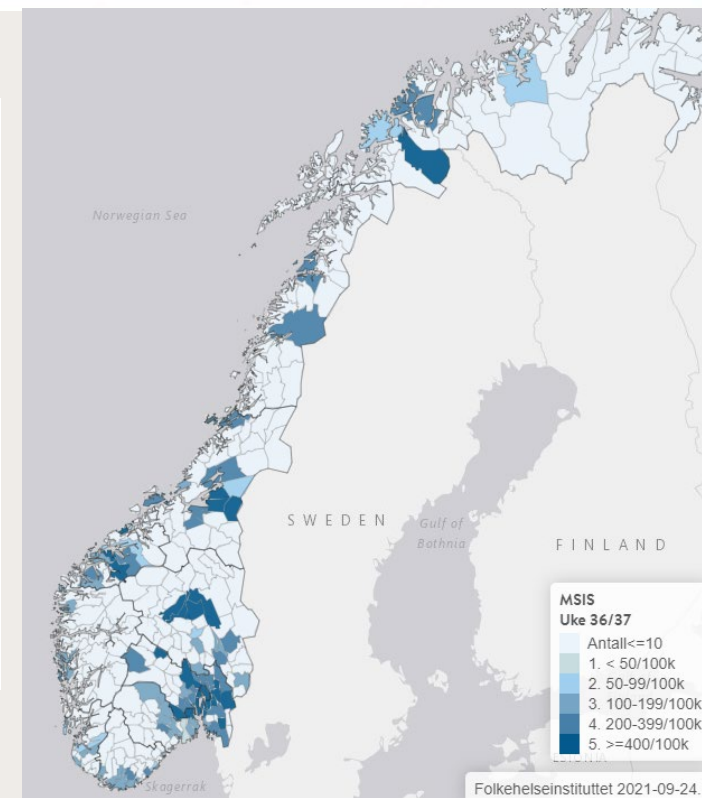 Norwegian Sea
SWEDEN
Gulf of
Bothnia
FINLAND
MSIS
Uke 36/37
Antall<=10
1. < 50/100k
2. 50-99/100k
3. 100-199/100k
4. 200-399/100k
5. >=400/100k
Skagerrak
Folkehelseinstituttet 2021-09-24.